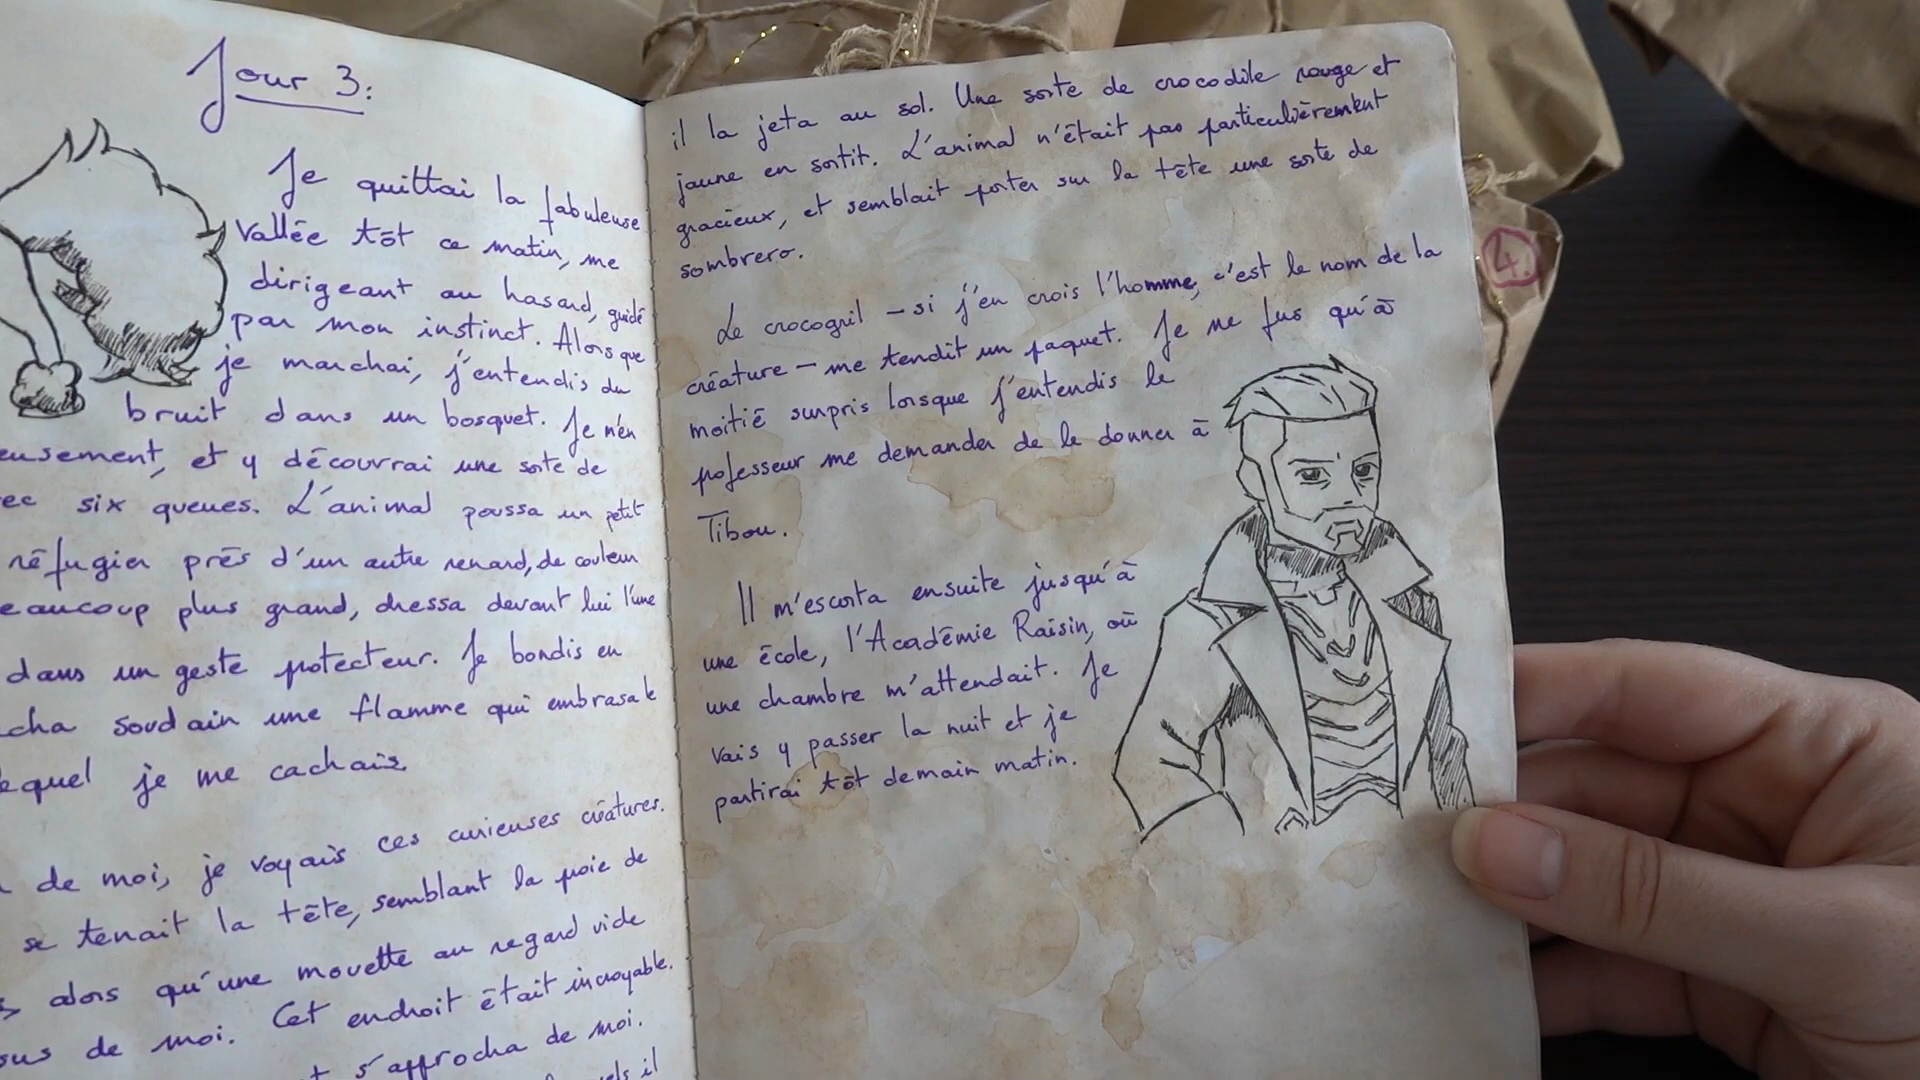 Jour 3:
Je quittai la fabuleuse
vallée tôt ce matin, me
dirigeant au hasard, guidé
par mon instinct. Alors que
je marchai, j'entendis du
bruit dans un bosquet. Je m'en
eusement, et y découvrai une sorte de
ec six queues. L'animal poussa un petit
réfugier près d'un autre renard, de couleur
eaucoup plus grand, dressa devant lui l'une
dans un geste protecteur. Je bondis en
cha soudain une flamme qui embrasa le
equel je me cachais.
de moi, je voyais ces curieuses créatures.
se tenait la tête, semblant la proie de
alors qu'une mouette au regard vide
sus de moi. Cet endroit était incroyable.
t s'approcha de moi.
il
il la jeta au sol. Une sorte de crocodile rouge et
jaune en sortit. L'animal n'était pas particulièrement
gracieux, et semblait porter sur la tête une sorte de
sombrero.
Le crocogril - si j'en crois l'homme, c'est le nom de la
créature - me tendit un paquet. Je ne fus qu'à
moitié surpris lorsque j'entendis le
professeur me demander de le donner à
Tibou.
Il m'escorta ensuite jusqu'à
une école, l'Académie Raisin, où
une chambre m'attendait. Je
vais y passer la nuit et je
partirai tôt demain matin.
4.